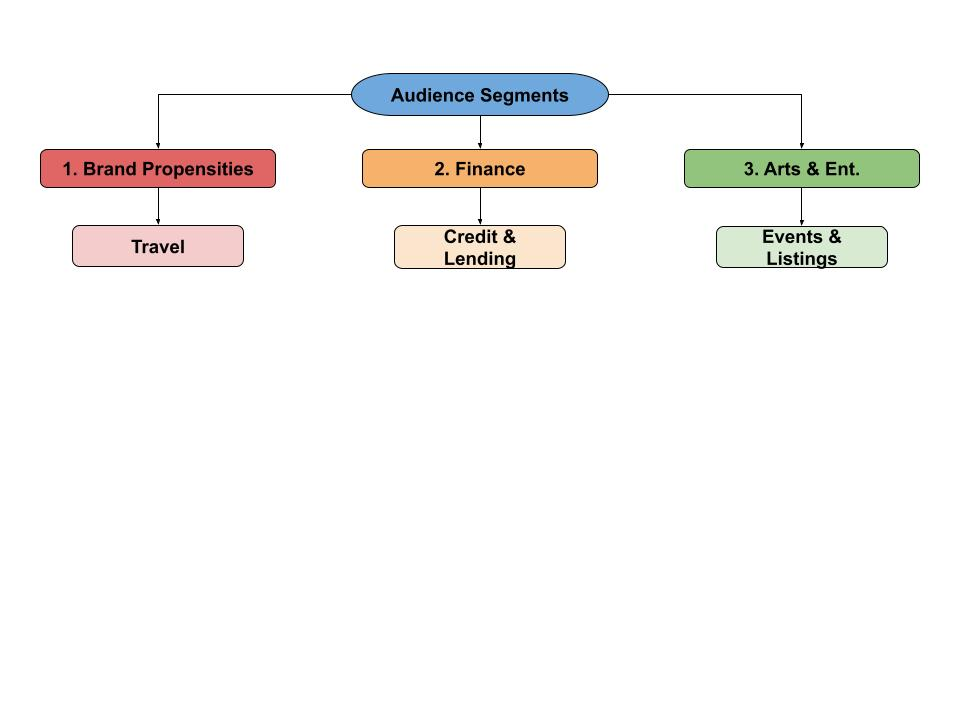 Audience Segments
1. Brand Propensities
2. Finance
3. Arts & Ent.
Travel
Credit &
Lending
Events &
Listings